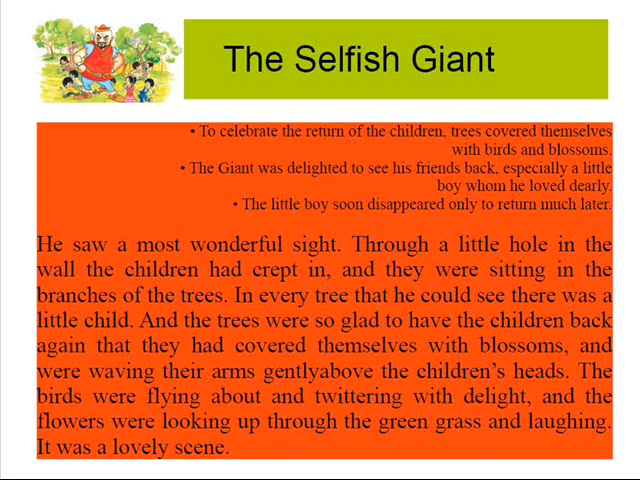 The Selfish Giant
• To celebrate the return of the children, trees covered themselves
with birds and blossoms.
• The Giant was delighted to see his friends back, especially a little
boy whom he loved dearly.
• The little boy soon disappeared only to return much later.
He saw a most wonderful sight. Through a little hole in the
wall the children had crept in, and they were sitting in the
branches of the trees. In every tree that he could see there was a
little child. And the trees were so glad to have the children back
again that they had covered themselves with blossoms, and
were waving their arms gentlyabove the children’s heads. The
birds were flying about and twittering with delight, and the
flowers were looking up through the green grass and laughing.
It was a lovely scene.